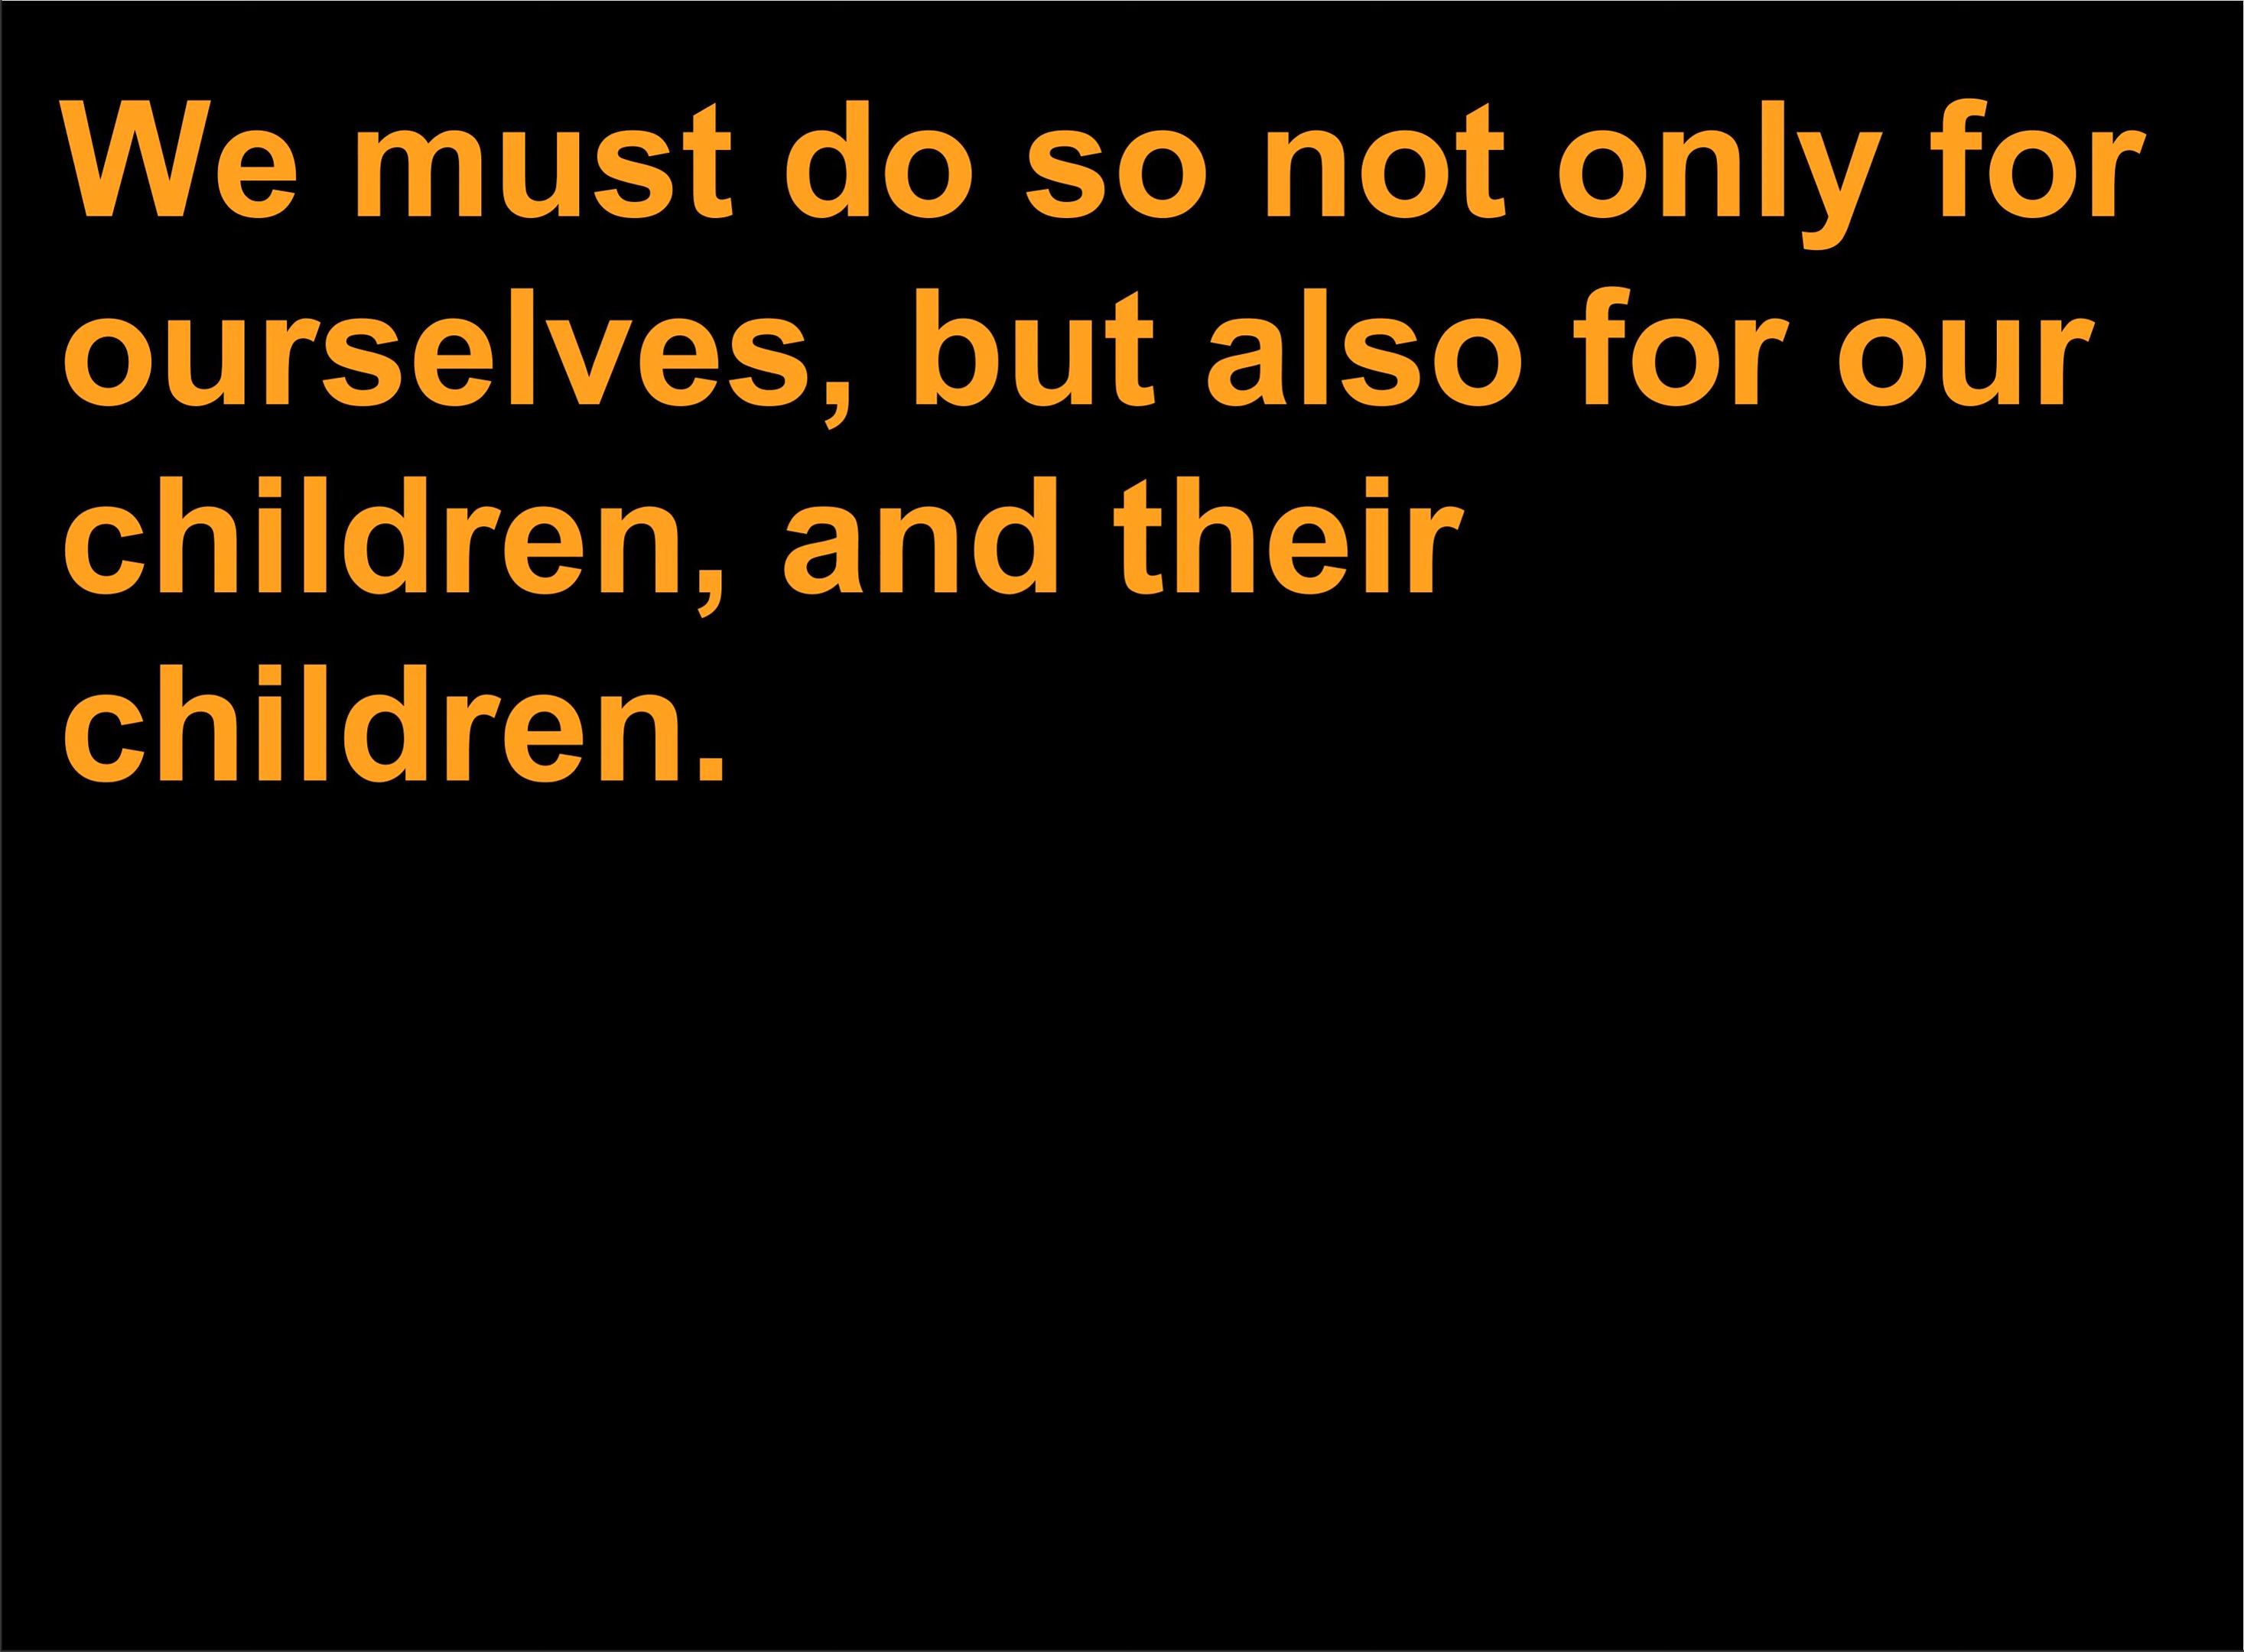 We must do so not only for
ourselves, but also for our
children, and their
children.